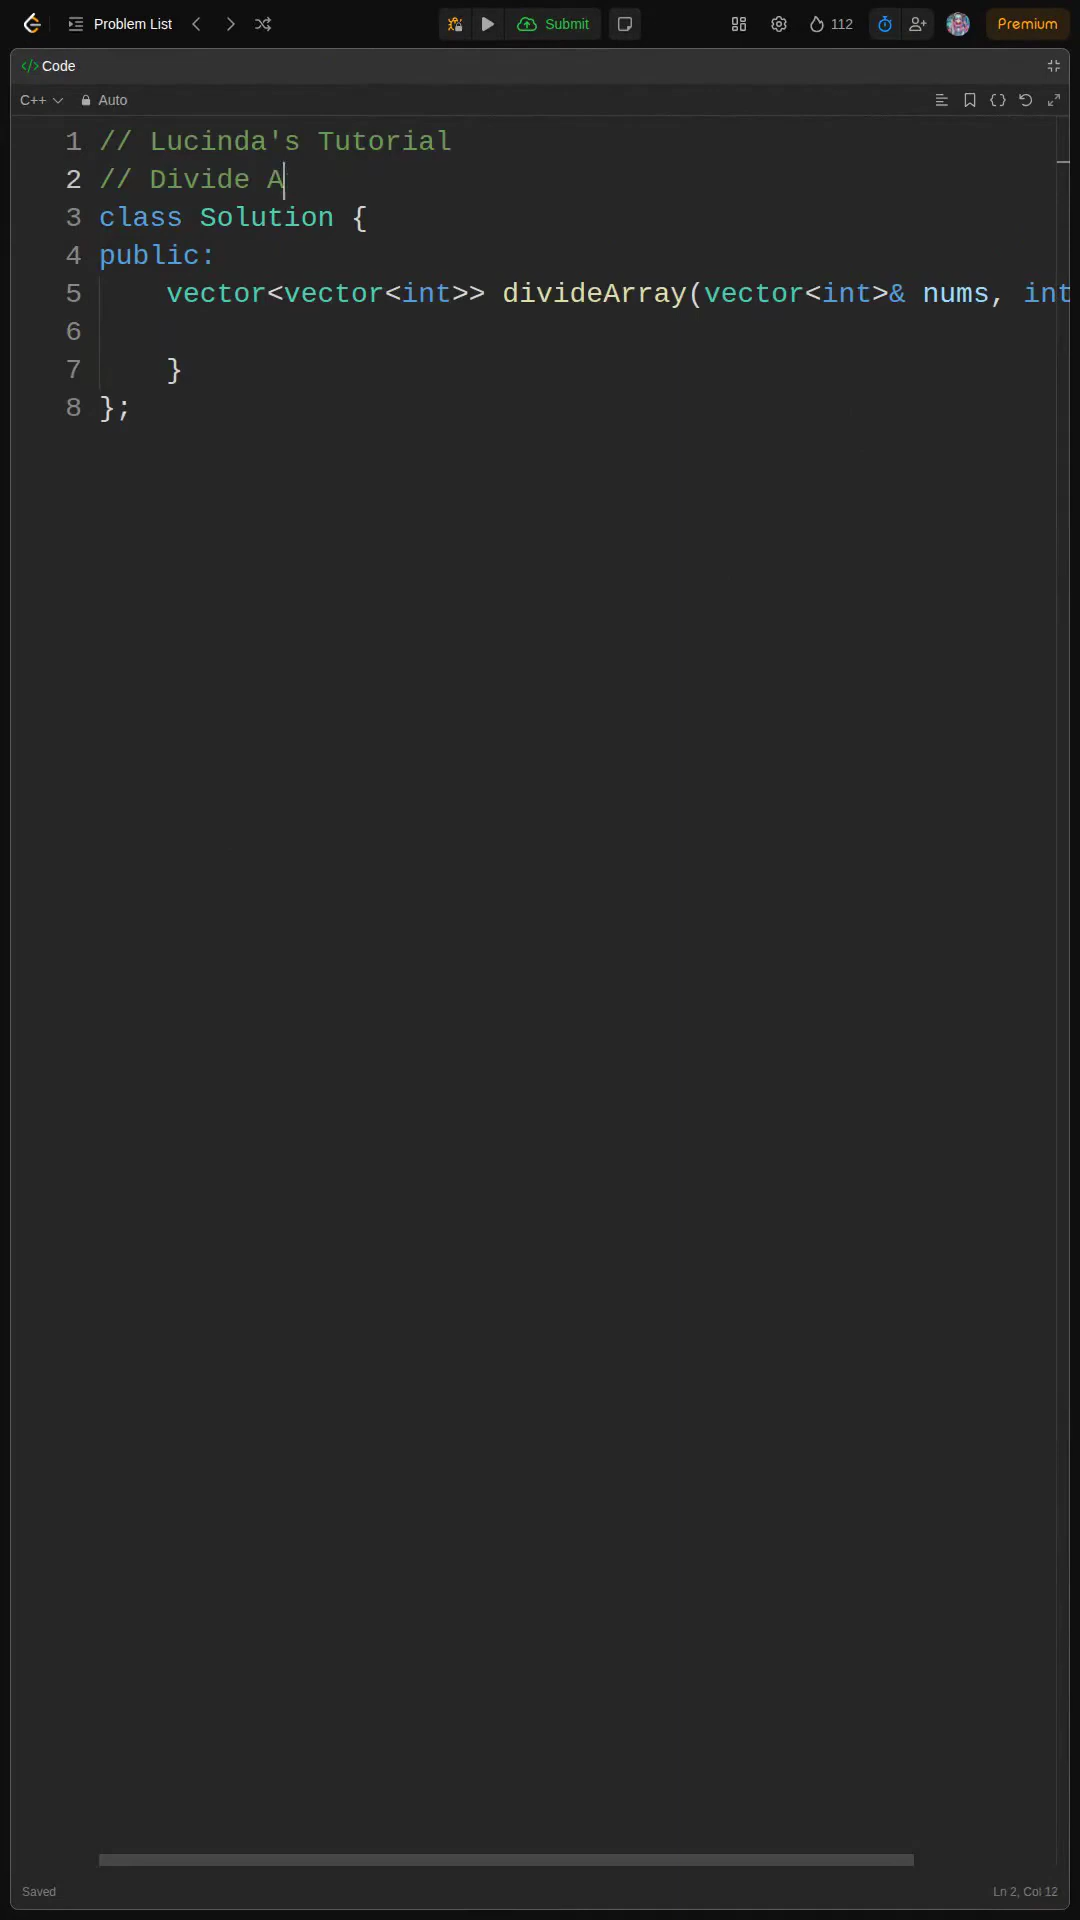 Problem List
Submit
112
Premium
</> Code
C++
Auto
1 // Lucinda's Tutorial
2 // Divide A
3 class Solution {
4 public:
5     vector<vector<int>> divideArray(vector<int>& nums, int
6
7     }
8 };
Saved
Ln 2, Col 12